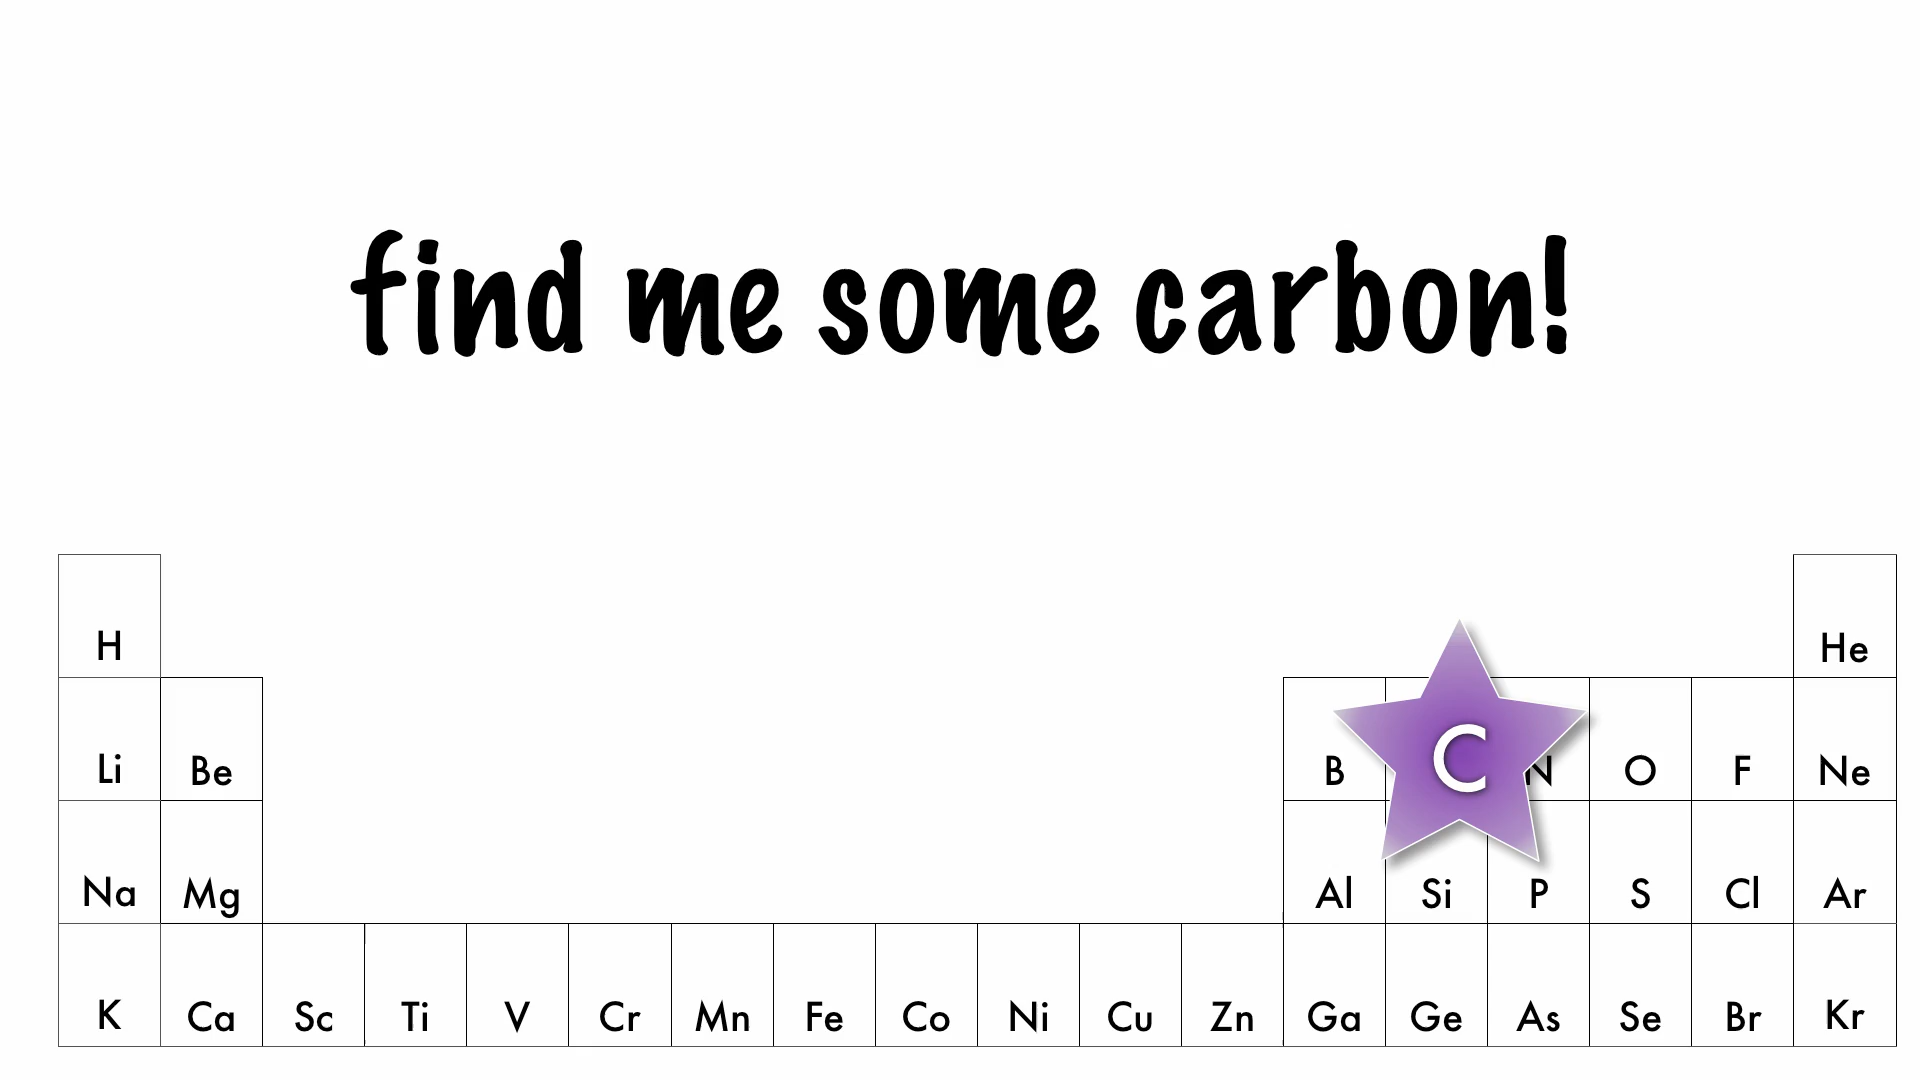 find me some carbon!
H He
Li Be B C N O F Ne
Na Mg Al Si P S Cl Ar
K Ca Sc Ti V Cr Mn Fe Co Ni Cu Zn Ga Ge As Se Br Kr